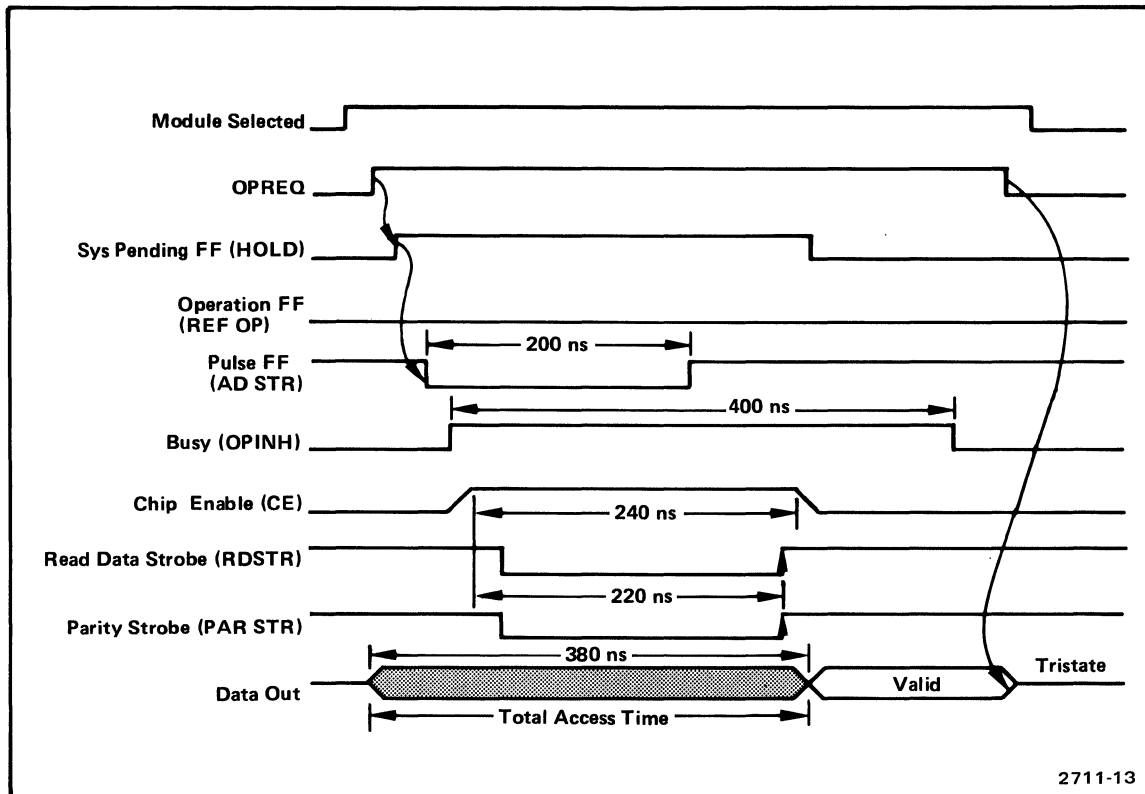 Module Selected
OPREQ
Sys Pending FF (HOLD)
Operation FF
(REF OP)
200 ns
Pulse FF
(AD STR)
400 ns
Busy (OPINH)
Chip Enable (CE)
240 ns
Read Data Strobe (RDSTR)
220 ns
Parity Strobe (PAR STR)
380 ns
Tristate
Data Out
Valid
Total Access Time
2711-13